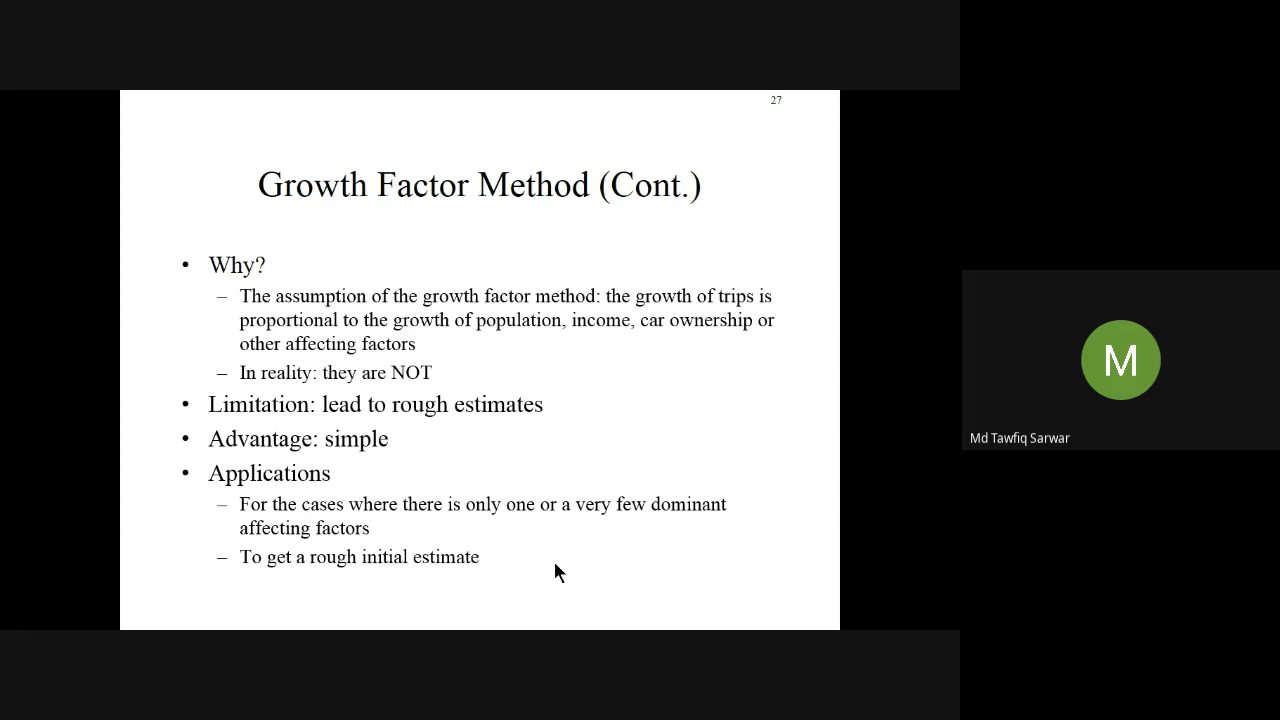 27
Growth Factor Method (Cont.)
• Why?
– The assumption of the growth factor method: the growth of trips is
proportional to the growth of population, income, car ownership or
other affecting factors
– In reality: they are NOT
• Limitation: lead to rough estimates
• Advantage: simple
• Applications
– For the cases where there is only one or a very few dominant
affecting factors
– To get a rough initial estimate
M
Md Tawfiq Sarwar